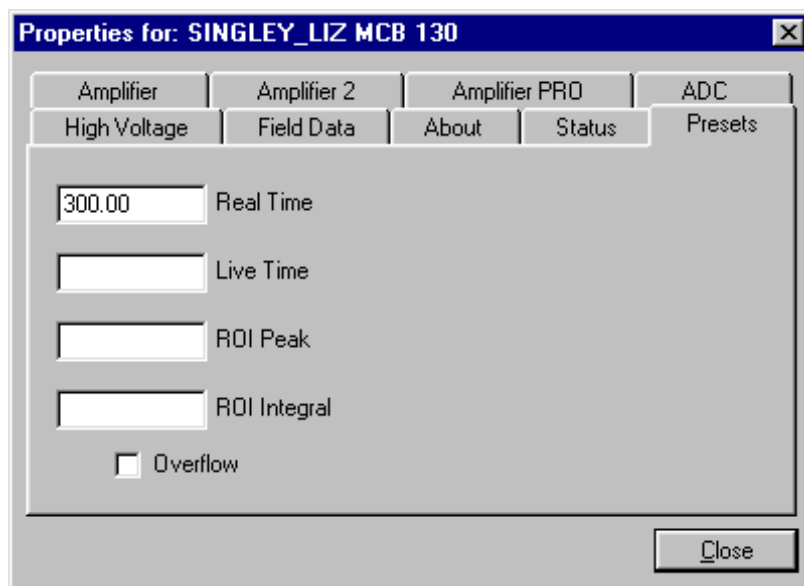 Properties for: SINGLEY_LIZ MCB 130
Amplifier Amplifier 2 Amplifier PRO ADC
High Voltage Field Data About Status Presets
300.00 Real Time
Live Time
ROI Peak
ROI Integral
Overflow
Close